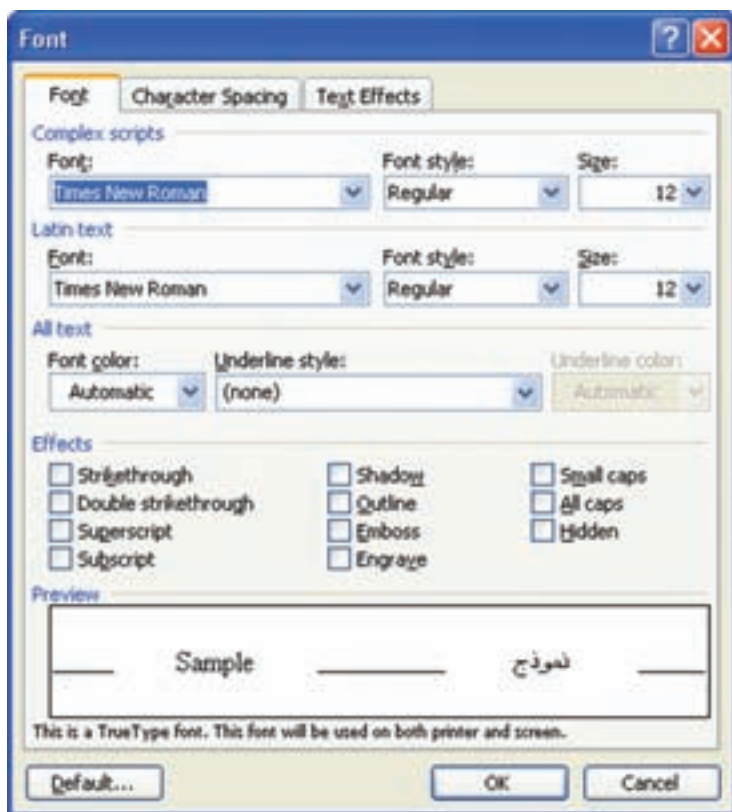 Font
Font Character Spacing Text Effects
Complex scripts
Font: Font style: Size:
Times New Roman Regular 12
Latin text
Font: Font style: Size:
Times New Roman Regular 12
All text
Font color: Underline style: Underline color:
Automatic (none) Automatic
Effects
Strikethrough Shadow Small caps
Double strikethrough Outline All caps
Superscript Emboss Hidden
Subscript Engrave
Preview
Sample نموذج
This is a TrueType font. This font will be used on both printer and screen.
Default... OK Cancel